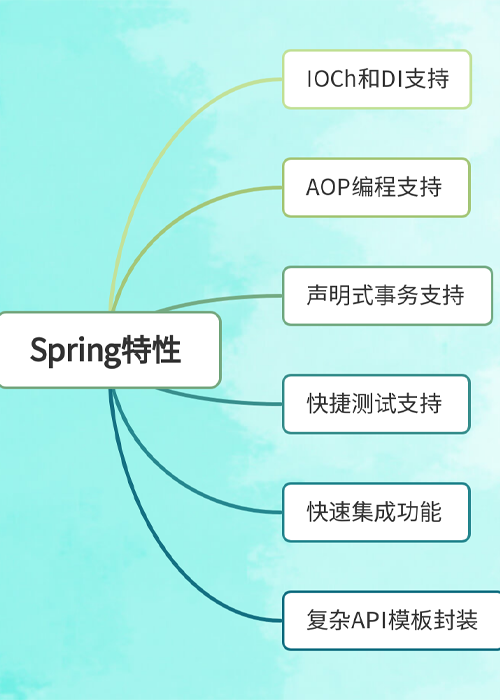 IOCh和DI支持
AOP编程支持
声明式事务支持
Spring特性
快捷测试支持
快速集成功能
复杂API模板封装